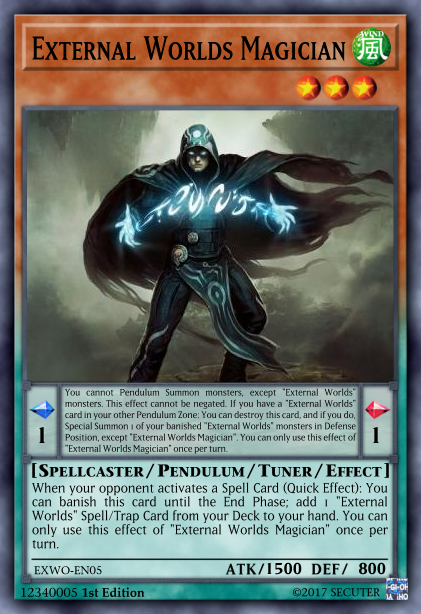 External Worlds Magician
WIND
風
You cannot Pendulum Summon monsters, except "External Worlds"
monsters. This effect cannot be negated. If you have a "External Worlds"
card in your other Pendulum Zone: You can destroy this card, and if you do,
Special Summon 1 of your banished "External Worlds" monsters in Defense
Position, except "External Worlds Magician". You can only use this effect of
"External Worlds Magician" once per turn.
1
1
[Spellcaster/Pendulum/Tuner/Effect]
When your opponent activates a Spell Card (Quick Effect): You
can banish this card until the End Phase; add 1 "External
Worlds" Spell/Trap Card from your Deck to your hand. You can
only use this effect of "External Worlds Magician" once per
turn.
EXWO-EN05
ATK/1500 DEF/ 800
12340005 1st Edition
©2017 SECUTER